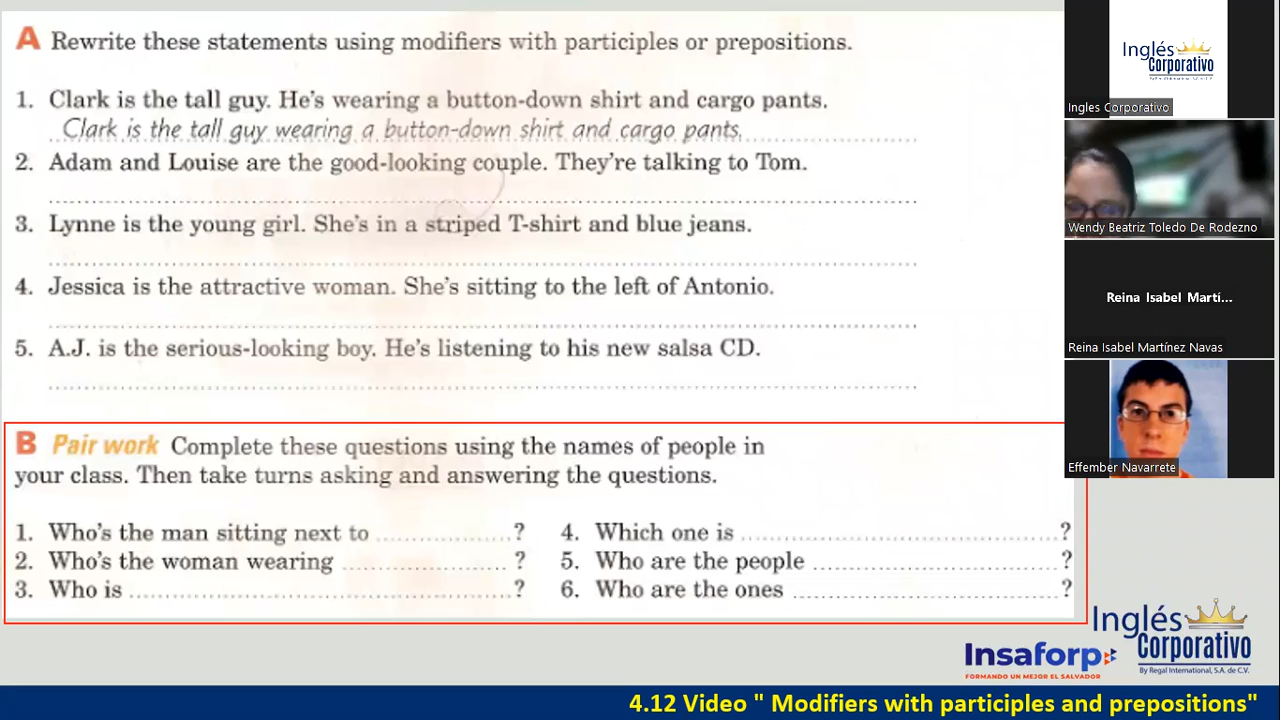 A Rewrite these statements using modifiers with participles or prepositions.
1. Clark is the tall guy. He's wearing a button-down shirt and cargo pants.
Clark is the tall guy wearing a button-down shirt and cargo pants.
2. Adam and Louise are the good-looking couple. They're talking to Tom.
3. Lynne is the young girl. She's in a striped T-shirt and blue jeans.
4. Jessica is the attractive woman. She's sitting to the left of Antonio.
5. A.J. is the serious-looking boy. He's listening to his new salsa CD.
B Pair work Complete these questions using the names of people in
your class. Then take turns asking and answering the questions.
1. Who's the man sitting next to ................?
2. Who's the woman wearing ................?
3. Who is ................?
4. Which one is ................?
5. Who are the people ................?
6. Who are the ones ................?
Inglés
Corporativo
Ingles Corporativo
Wendy Beatriz Toledo De Rodezno
Reina Isabel Martí...
Reina Isabel Martínez Navas
Effember Navarrete
Insaforp
FORMANDO UN MEJOR EL SALVADOR
Inglés
Corporativo
By Regal International, S.A. de C.V.
4.12 Video " Modifiers with participles and prepositions"